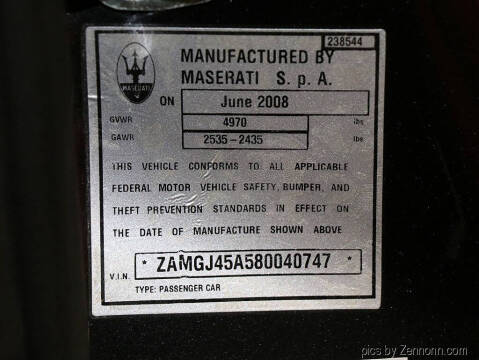 238544
MANUFACTURED BY
MASERATI S. p. A.
MASERATI
ON June 2008
GVWR 4970 lbs
GAWR 2535-2435 lbs
THIS VEHICLE CONFORMS TO ALL APPLICABLE
FEDERAL MOTOR VEHICLE SAFETY, BUMPER, AND
THEFT PREVENTION STANDARDS IN EFFECT ON
THE DATE OF MANUFACTURE SHOWN ABOVE
V.I.N. * ZAMGJ45A580040747 *
TYPE: PASSENGER CAR
pics by Zennorin.com